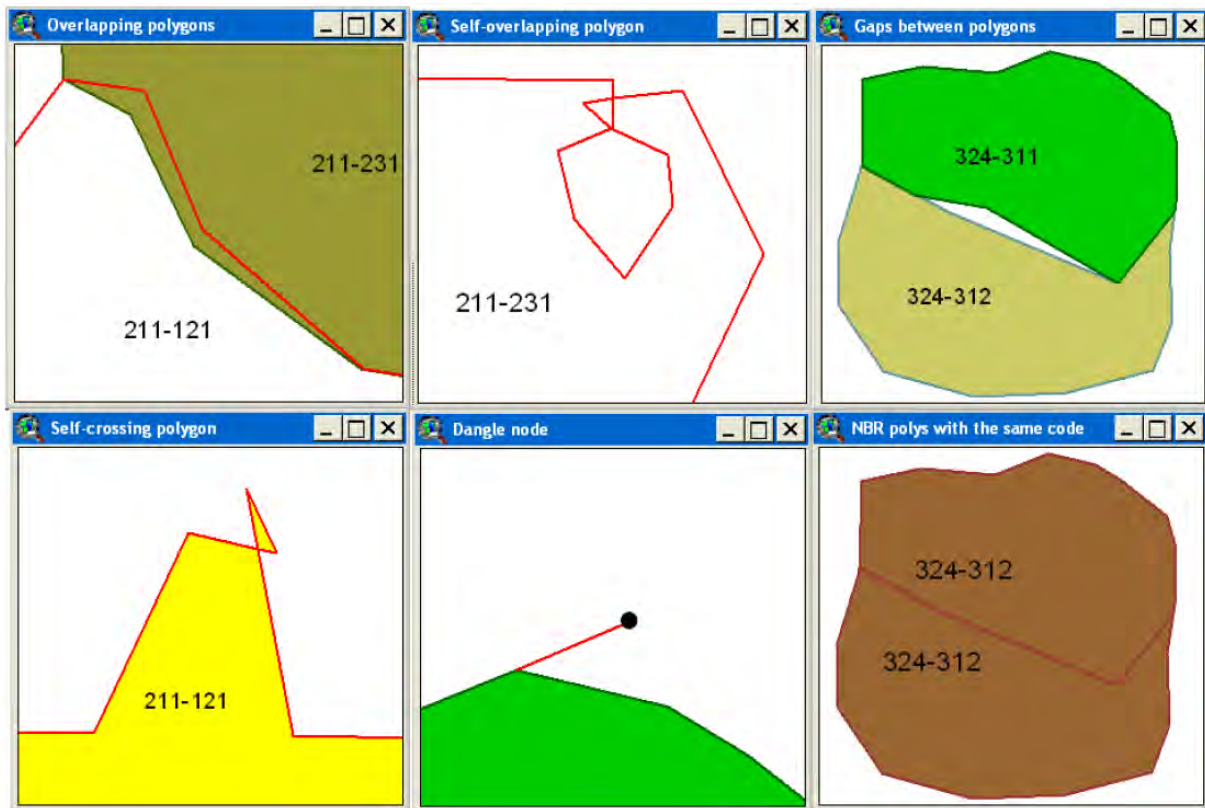 Overlapping polygons
211-231
211-121
Self-overlapping polygon
211-231
Gaps between polygons
324-311
324-312
Self-crossing polygon
211-121
Dangle node
NBR polys with the same code
324-312
324-312